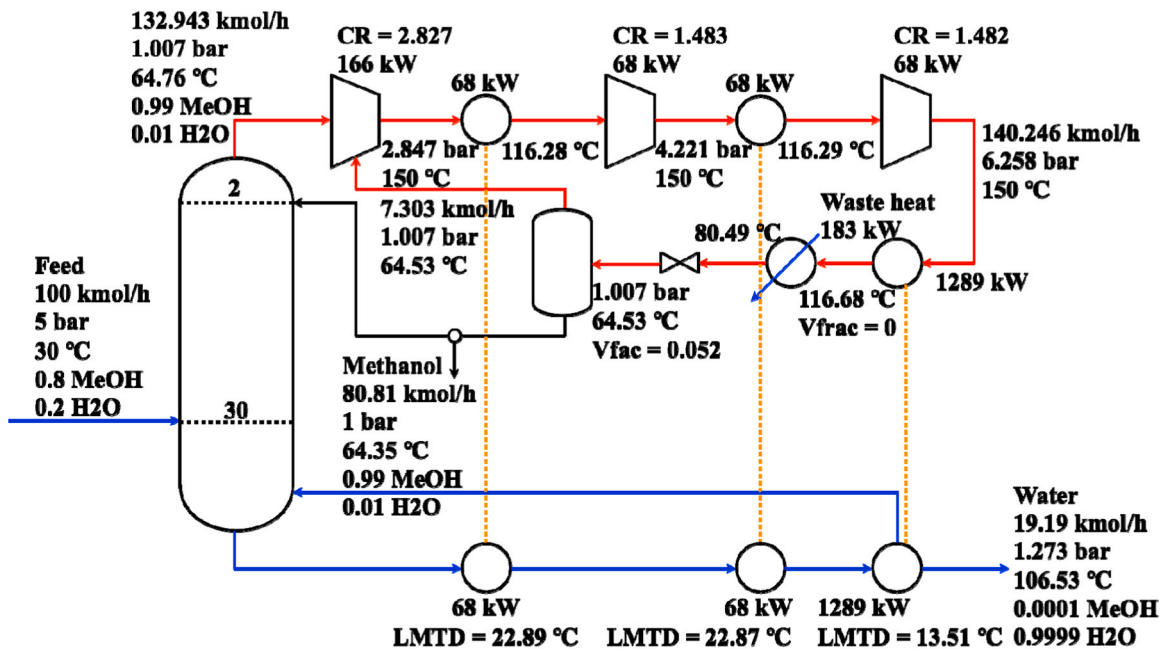 132.943 kmol/h
1.007 bar
64.76 ℃
0.99 MeOH
0.01 H2O
CR = 2.827
166 kW
68 kW
CR = 1.483
68 kW
68 kW
CR = 1.482
68 kW
2.847 bar
150 ℃
116.28 ℃
4.221 bar
150 ℃
116.29 ℃
140.246 kmol/h
6.258 bar
150 ℃
2
7.303 kmol/h
1.007 bar
64.53 ℃
Waste heat
183 kW
80.49 ℃
1289 kW
116.68 ℃
Vfrac = 0
1.007 bar
64.53 ℃
Vfac = 0.052
Feed
100 kmol/h
5 bar
30 ℃
0.8 MeOH
0.2 H2O
30
Methanol
80.81 kmol/h
1 bar
64.35 ℃
0.99 MeOH
0.01 H2O
Water
19.19 kmol/h
1.273 bar
106.53 ℃
0.0001 MeOH
0.9999 H2O
68 kW
LMTD = 22.89 ℃
68 kW
LMTD = 22.87 ℃
1289 kW
LMTD = 13.51 ℃